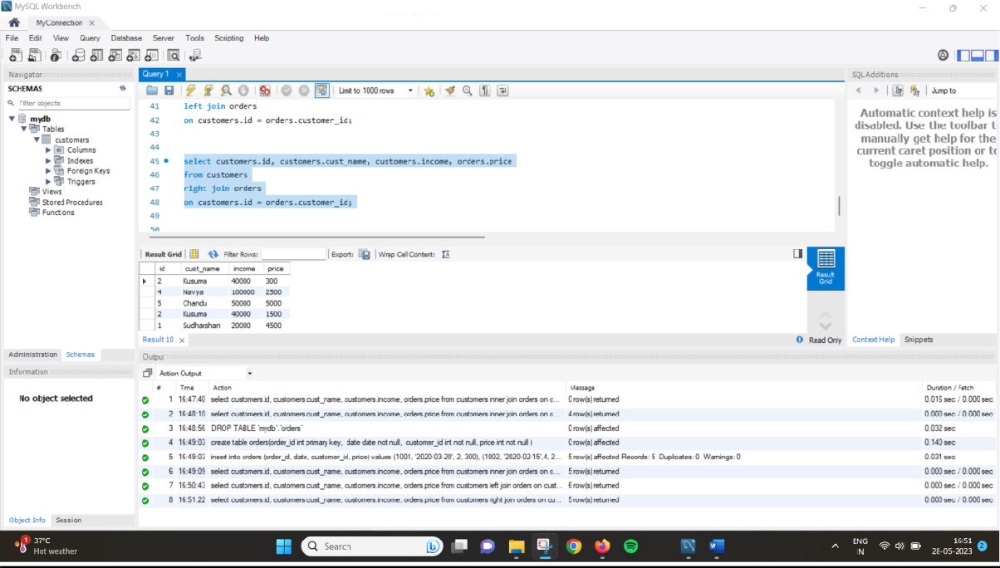 MySQL Workbench
MyConnection ×
File Edit View Query Database Server Tools Scripting Help
Navigator
SCHEMAS
Filter objects
mydb
Tables
customers
Columns
Indexes
Foreign Keys
Triggers
Views
Stored Procedures
Functions
Administration Schemas
Information
No object selected
Object Info Session
Query 1 ×
Limit to 1000 rows
41 left join orders
42 on customers.id = orders.customer_id;
43
44
45 select customers.id, customers.cust_name, customers.income, orders.price
46 from customers
47 right join orders
48 on customers.id = orders.customer_id;
49
50
Result Grid Filter Rows: Export: Wrap Cell Content:
id cust_name income price
2 Kusuma 40000 300
4 Navya 100000 2500
5 Chandu 50000 5000
2 Kusuma 40000 1500
1 Sudharshan 20000 4500
Result Grid
Result 10 × Read Only
SQLAdditions
Jump to
Automatic context help is
disabled. Use the toolbar t
manually get help for the
current caret position or to
toggle automatic help.
Context Help Snippets
Output
Action Output
# Time Action Message Duration / Fetch
1 16:47:40 select customers.id, customers.cust_name, customers.income, orders.price from customers inner join orders on c... 0 row(s) returned 0.016 sec / 0.000 sec
2 16:48:10 select customers.id, customers.cust_name, customers.income, orders.price from customers left join orders on c... 4 row(s) returned 0.000 sec / 0.000 sec
3 16:48:56 DROP TABLE `mydb`.`orders` 0 row(s) affected 0.032 sec
4 16:49:03 create table orders(order_id int primary key, date date not null, customer_id int not null, price int not null ) 0 row(s) affected 0.140 sec
5 16:49:03 insert into orders (order_id, date, customer_id, price) values (1001, '2020-03-20', 2, 300), (1002, '2020-02-15',4, 2... 5 row(s) affected Records: 5 Duplicates: 0 Warnings: 0 0.031 sec
6 16:49:09 select customers.id, customers.cust_name, customers.income, orders.price from customers inner join orders on c... 5 row(s) returned 0.000 sec / 0.000 sec
7 16:50:43 select customers.id, customers.cust_name, customers.income, orders.price from customers left join orders on cust... 6 row(s) returned 0.000 sec / 0.000 sec
8 16:51:22 select customers.id, customers.cust_name, customers.income, orders.price from customers right join orders on cu... 5 row(s) returned 0.000 sec / 0.000 sec
1
37°C
Hot weather
Search
ENG
IN
16:51
28-05-2023
2